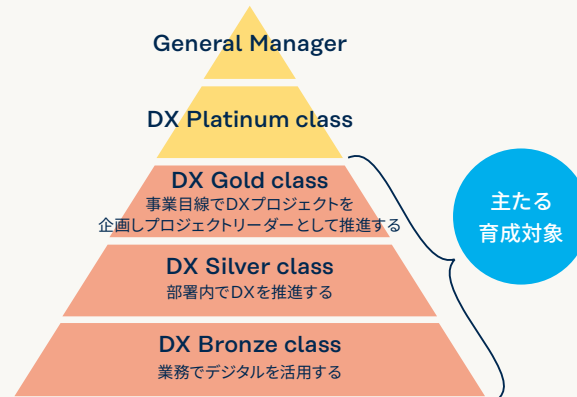 General Manager
DX Platinum class
DX Gold class
事業目線でDXプロジェクトを
企画しプロジェクトリーダーとして推進する
DX Silver class
部署内でDXを推進する
DX Bronze class
業務でデジタルを活用する
主たる
育成対象